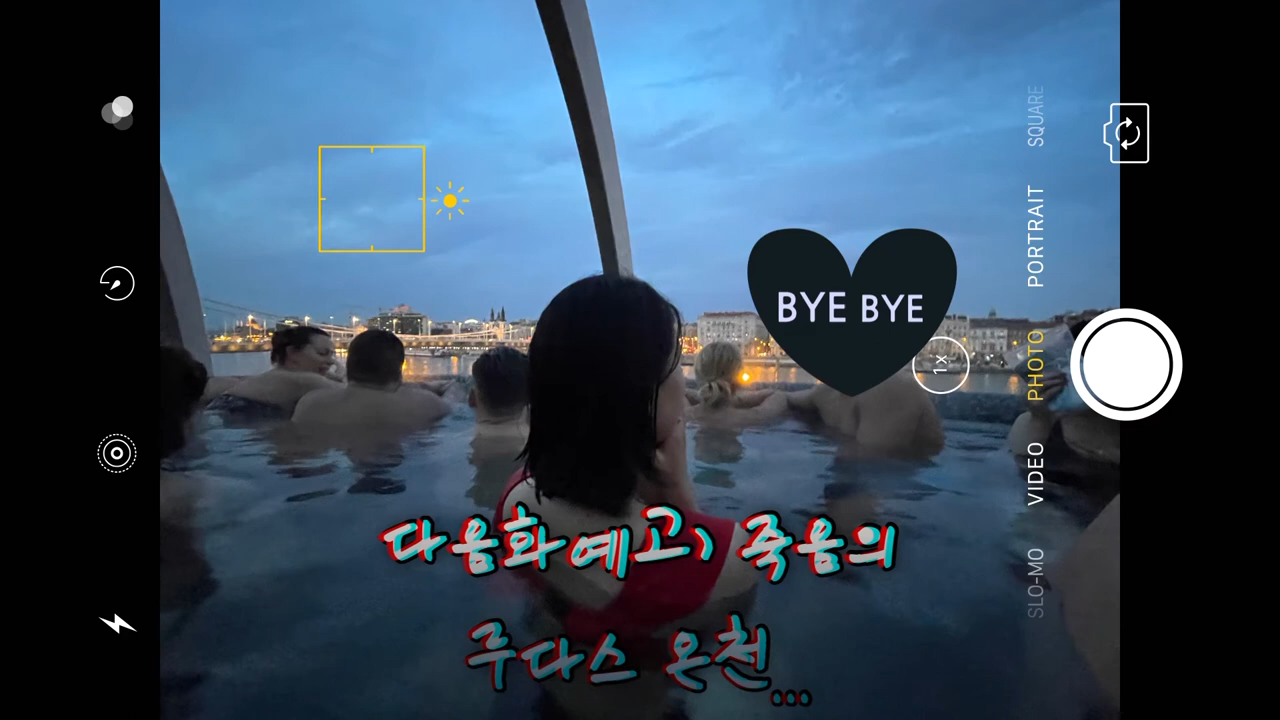 SQUARE
PORTRAIT
BYE BYE
1×
PHOTO
VIDEO
SLO-MO
다음화 예고) 죽음의
루다스 온천...